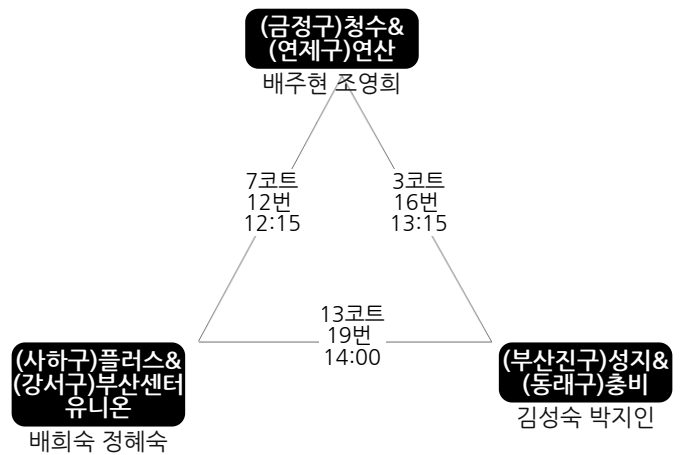 (금정구)청수&
(연제구)연산
배주현 조영희
7코트
12번
12:15
3코트
16번
13:15
13코트
19번
14:00
(사하구)플러스&
(강서구)부산센터
유니온
배희숙 정혜숙
(부산진구)성지&
(동래구)충비
김성숙 박지인